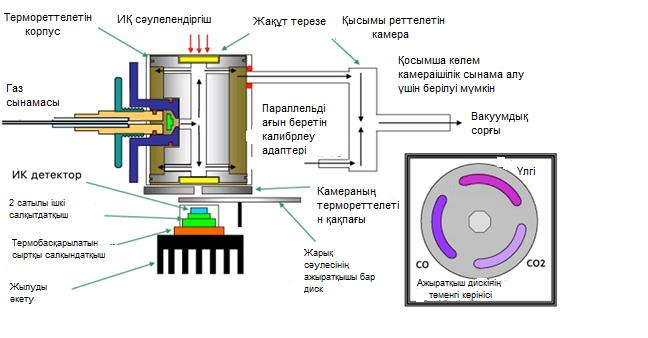 Термореттелетін
корпус
ИҚ сәулелендіргіш
Жақұт терезе
Қысымы реттелетін
камера
Қосымша көлем
камераішілік сынама алу
үшін берілуі мүмкін
Газ
сынамасы
Параллельді
ағын беретін
калибрлеу
адаптері
Вакуумдық
сорғы
ИК детектор
2 сатылы ішкі
салқытдатқыш
Термобасқарылатын
сыртқы салқындатқыш
Жылуды
әкету
Камераның
термореттелеті
н қақпағы
Жарық
сәулесінің
ажыратқышы бар
диск
Үлгі
CO
CO2
Ажыратқыш дискінің
төменгі көрінісі